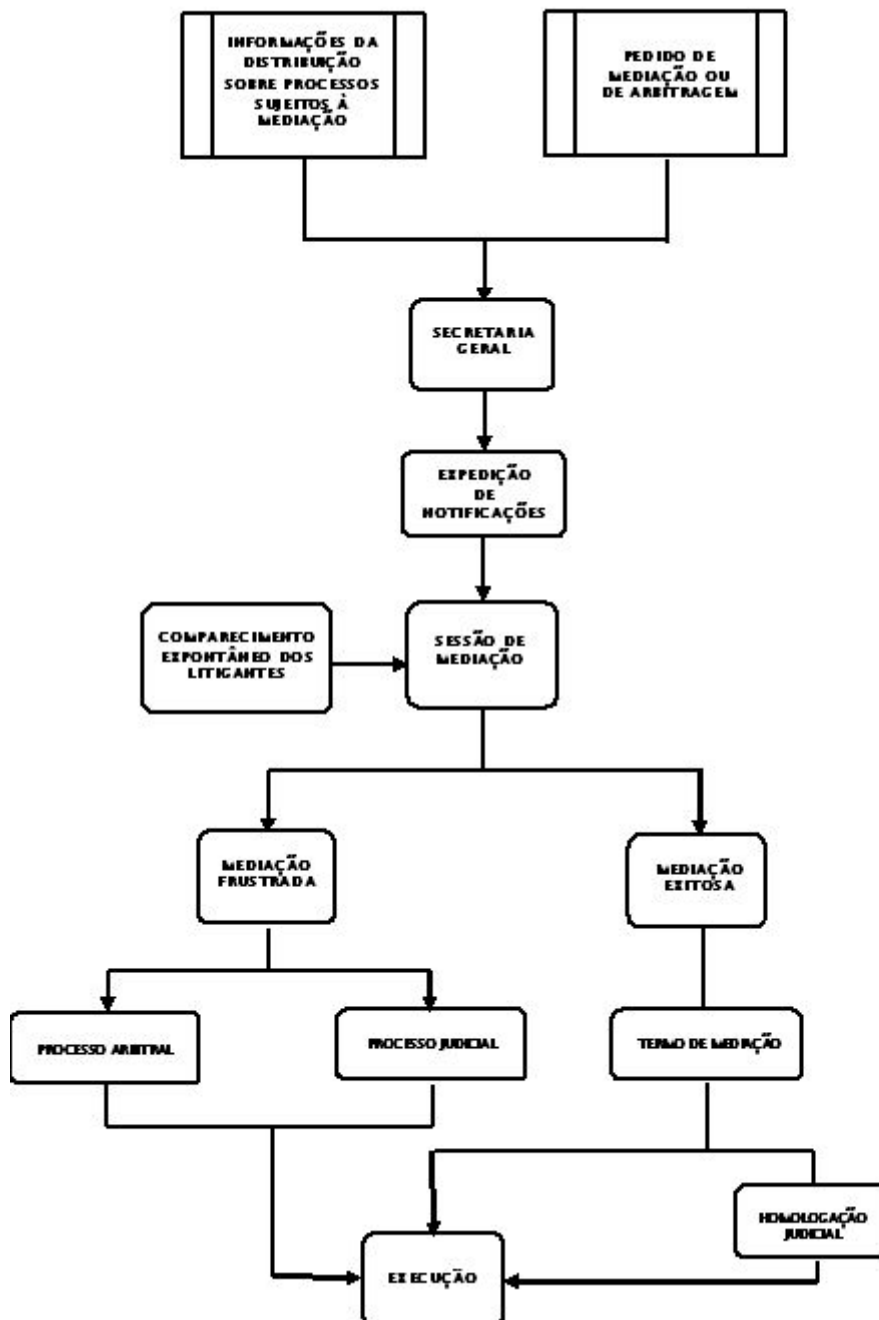 INFORMAÇÕES DA
DISTRIBUIÇÃO
SOBRE PROCESSOS
SUJEITOS À
MEDIAÇÃO
PEDIDO DE
MEDIAÇÃO OU
DE ARBITRAGEM
SECRETARIA
GERAL
EXPEDIÇÃO
DE
NOTIFICAÇÕES
COMPARECIMENTO
EXPONTÂNEO DOS
LITIGANTES
SESSÃO DE
MEDIAÇÃO
MEDIAÇÃO
FRUSTRADA
MEDIAÇÃO
EXITOSA
PROCESSO ARBITRAL
PROCESSO JUDICIAL
TERMO DE MEDIAÇÃO
HOMOLOGAÇÃO
JUDICIAL
EXECUÇÃO